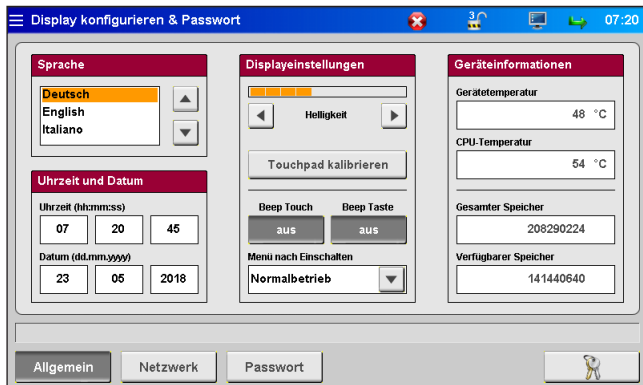 Display konfigurieren & Passwort
3
07:20
Sprache
Deutsch
English
Italiano
Uhrzeit und Datum
Uhrzeit (hh:mm:ss)
07 20 45
Datum (dd.mm.yyyy)
23 05 2018
Displayeinstellungen
Helligkeit
Touchpad kalibrieren
Beep Touch Beep Taste
aus aus
Menü nach Einschalten
Normalbetrieb
Geräteinformationen
Gerätetemperatur
48 °C
CPU-Temperatur
54 °C
Gesamter Speicher
208290224
Verfügbarer Speicher
141440640
Allgemein Netzwerk Passwort